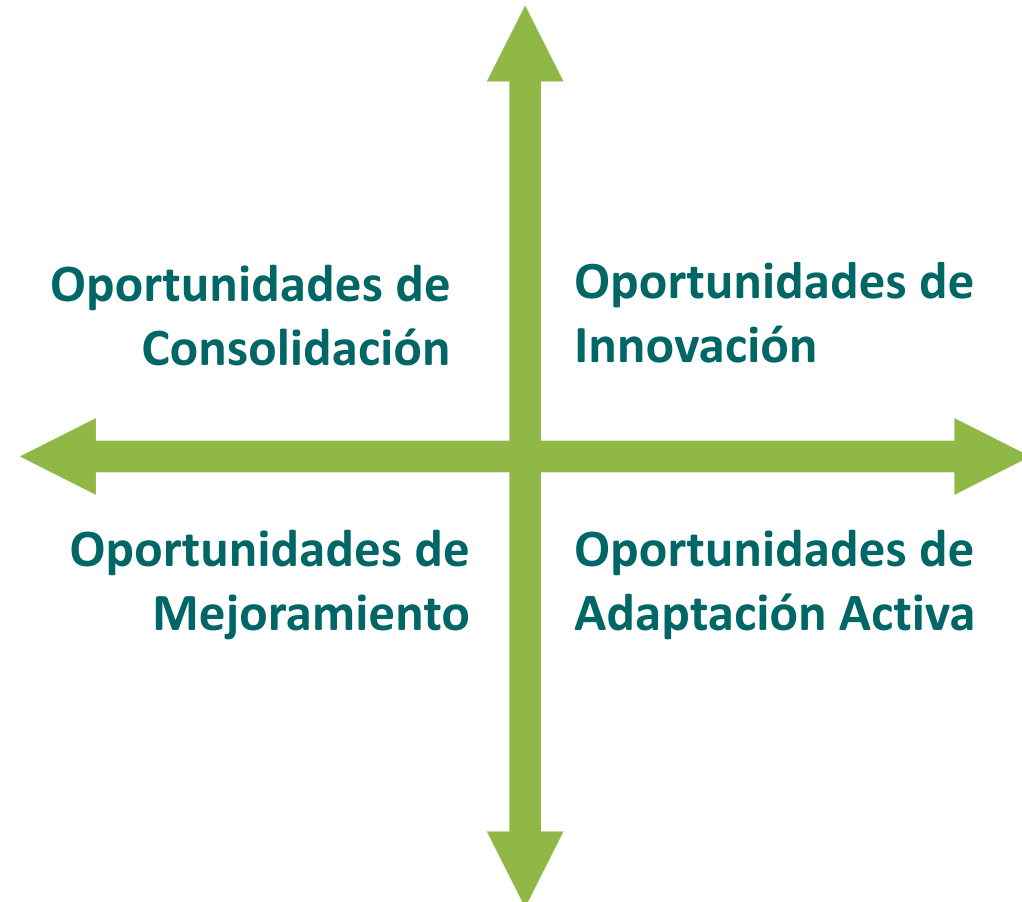 Oportunidades de
Consolidación
Oportunidades de
Innovación
Oportunidades de
Mejoramiento
Oportunidades de
Adaptación Activa